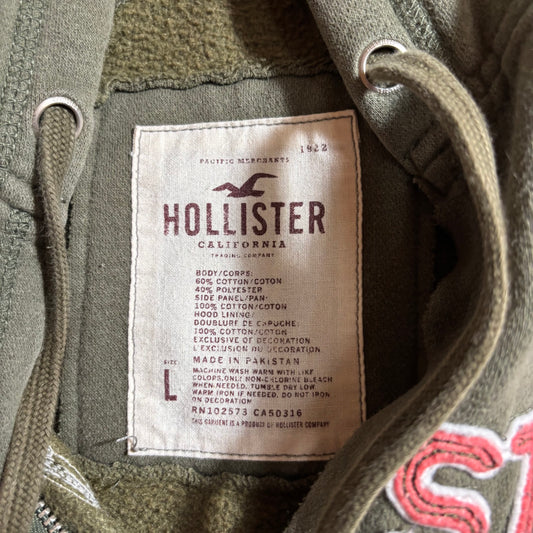 PACIFIC MERCHANTS 1922
HOLLISTER
CALIFORNIA
TRADING COMPANY
BODY/CORPS:
60% COTTON/COTON
40% POLYESTER
SIDE PANEL/PAN:
100% COTTON/COTON
HOOD LINING/
DOUBLURE DE CAPUCHE:
100% COTTON/COTON
EXCLUSIVE OF DECORATION
L'EXCLUSION DU DECORATION
MADE IN PAKISTAN
SIZE:
L
MACHINE WASH WARM WITH LIKE
COLORS. ONLY NON-CHLORINE BLEACH
WHEN NEEDED. TUMBLE DRY LOW.
WARM IRON IF NEEDED. DO NOT IRON
ON DECORATION
RN102573 CA50316
THIS GARMENT IS A PRODUCT OF HOLLISTER COMPANY